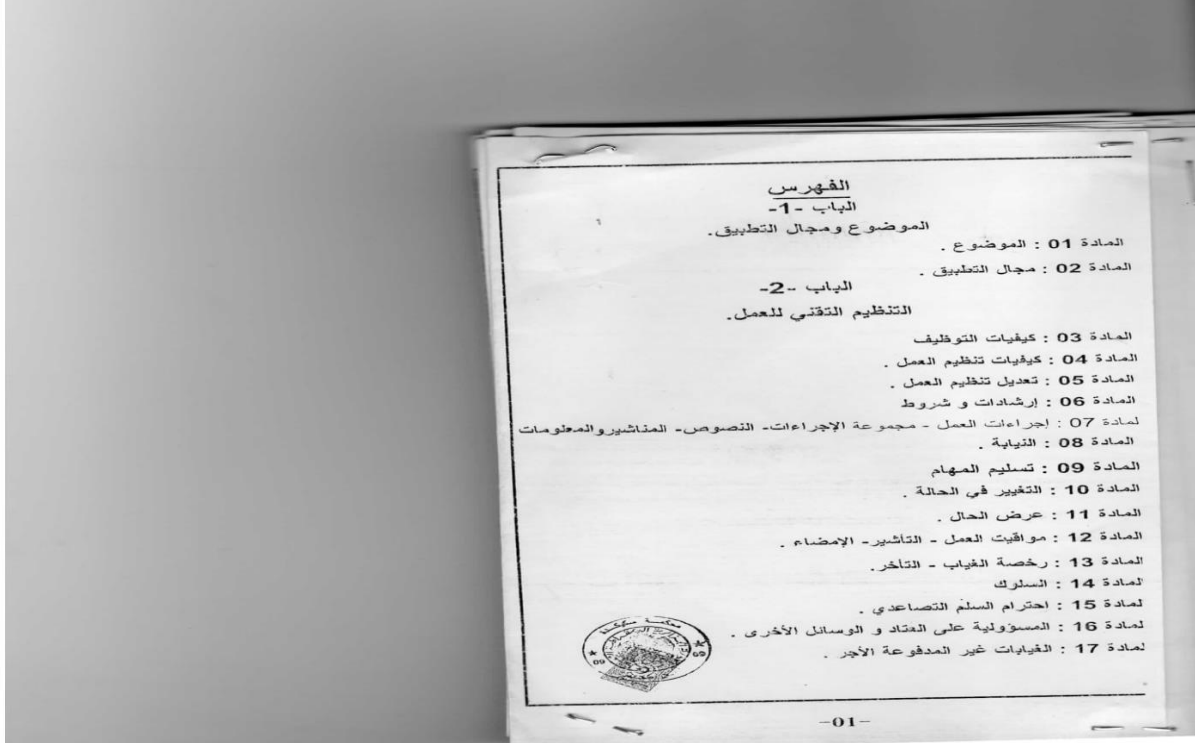 الفهرس
الباب -1-
الموضوع ومجال التطبيق.
المادة 01 : الموضوع .
المادة 02 : مجال التطبيق .
الباب -2-
التنظيم التقني للعمل.
المادة 03 : كيفيات التوظيف
المادة 04 : كيفيات تنظيم العمل .
المادة 05 : تعديل تنظيم العمل .
المادة 06 : إرشادات و شروط
لمادة 07 : إجراءات العمل - مجموعة الإجراءات- النصوص- المناشيروالمعلومات
المادة 08 : النيابة .
المادة 09 : تسليم المهام
المادة 10 : التغيير في الحالة .
المادة 11 : عرض الحال .
المادة 12 : مواقيت العمل - التأشير- الإمضاء .
المادة 13 : رخصة الغياب - التأخر.
لمادة 14 : السلوك
لمادة 15 : احترام السلم التصاعدي .
لمادة 16 : المسؤولية على العتاد و الوسائل الأخرى .
لمادة 17 : الغيابات غير المدفوعة الأجر .
محكمة سكيكدة
-01-